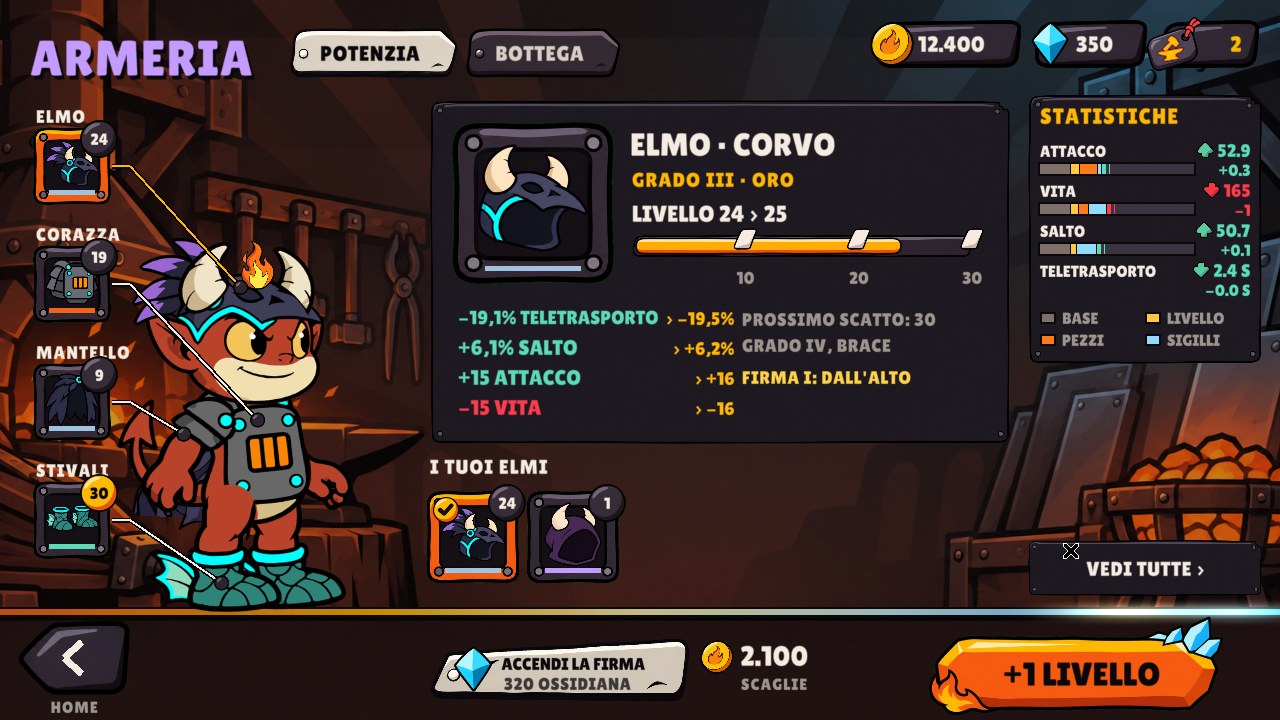 ARMERIA
POTENZIA
BOTTEGA
12.400
350
2
ELMO
24
CORAZZA
19
MANTELLO
9
STIVALI
30
ELMO · CORVO
GRADO III · ORO
LIVELLO 24 › 25
10
20
30
–19,1% TELETRASPORTO › –19,5%
+6,1% SALTO › +6,2%
+15 ATTACCO › +16
–15 VITA › –16
PROSSIMO SCATTO: 30
GRADO IV, BRACE
FIRMA I: DALL'ALTO
STATISTICHE
ATTACCO 52.9
+0.3
VITA 165
–1
SALTO 50.7
+0.1
TELETRASPORTO 2.4 S
–0.0 S
BASE
LIVELLO
PEZZI
SIGILLI
I TUOI ELMI
24
1
VEDI TUTTE ›
HOME
ACCENDI LA FIRMA
320 OSSIDIANA
2.100
SCAGLIE
+1 LIVELLO